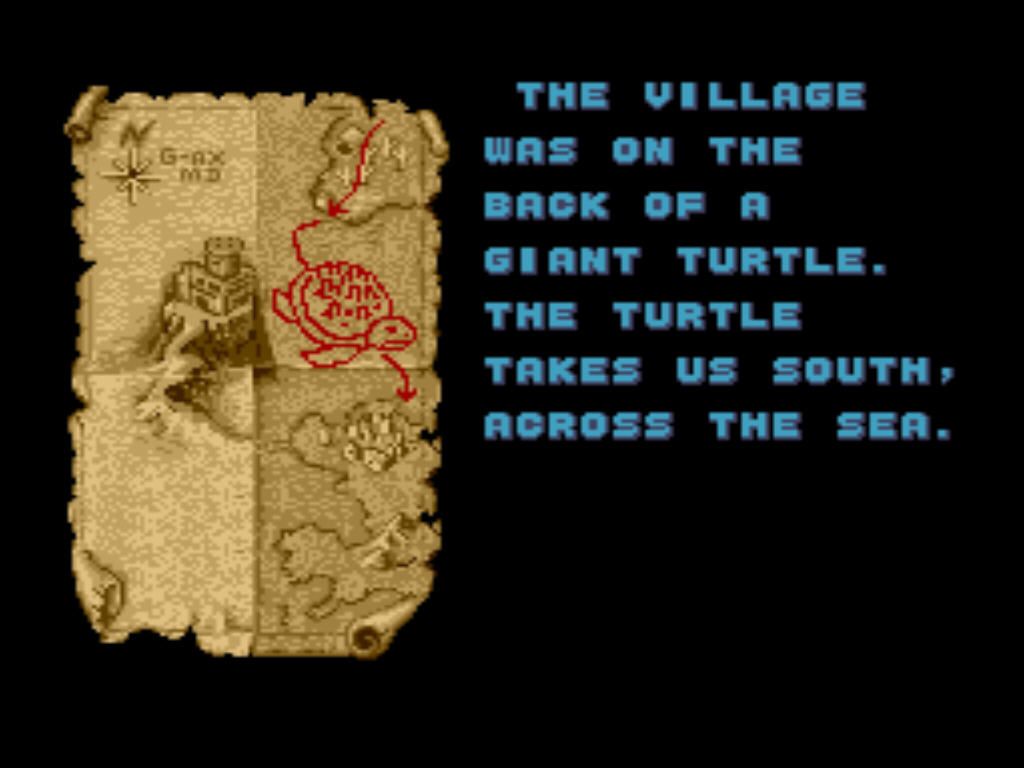 N
G-AX
MD
THE VILLAGE
WAS ON THE
BACK OF A
GIANT TURTLE.
THE TURTLE
TAKES US SOUTH,
ACROSS THE SEA.